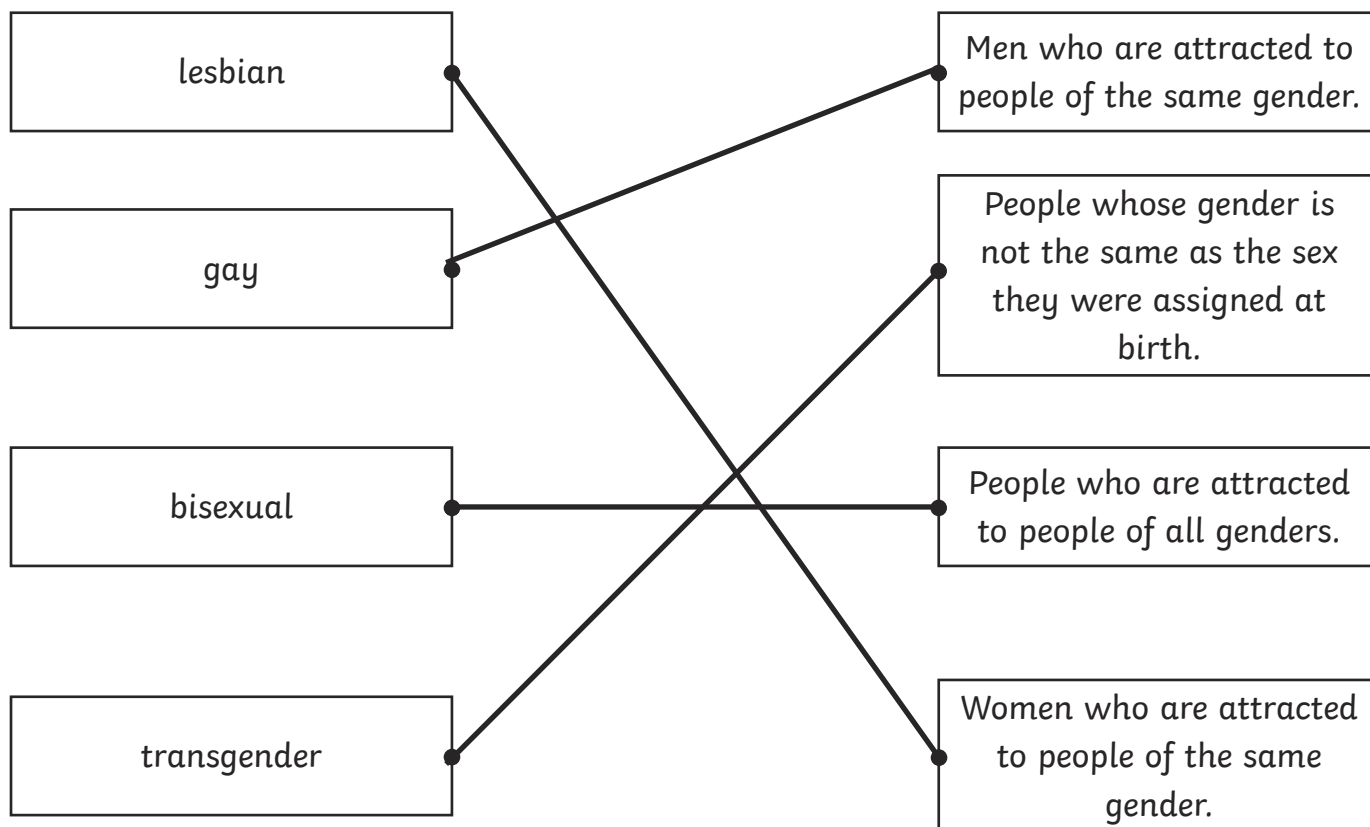 lesbian
gay
bisexual
transgender
Men who are attracted to
people of the same gender.
People whose gender is
not the same as the sex
they were assigned at
birth.
People who are attracted
to people of all genders.
Women who are attracted
to people of the same
gender.